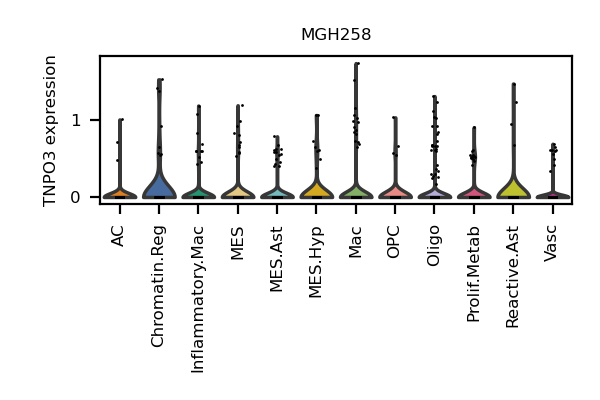 MGH258
TNPO3 expression
1
0
AC
Chromatin.Reg
Inflammatory.Mac
MES
MES.Ast
MES.Hyp
Mac
OPC
Oligo
Prolif.Metab
Reactive.Ast
Vasc